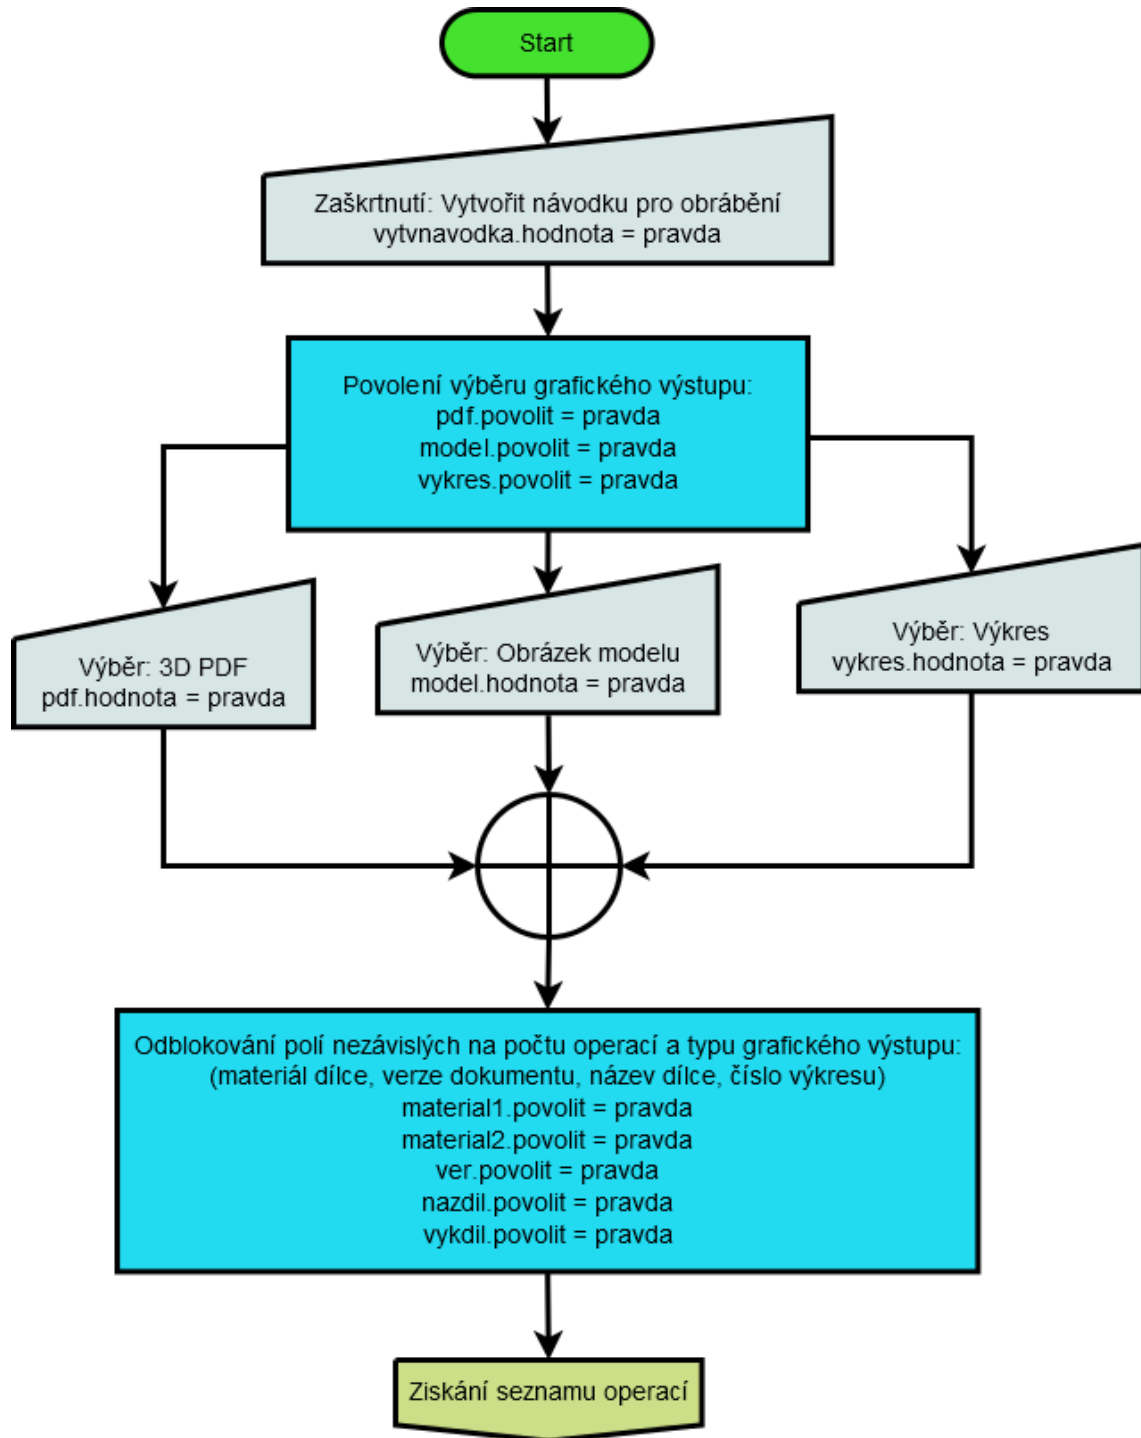 Start
Zaškrtnutí: Vytvořit návodku pro obrábění
vytvnavodka.hodnota = pravda
Povolení výběru grafického výstupu:
pdf.povolit = pravda
model.povolit = pravda
vykres.povolit = pravda
Výběr: 3D PDF
pdf.hodnota = pravda
Výběr: Obrázek modelu
model.hodnota = pravda
Výběr: Výkres
vykres.hodnota = pravda
Odblokování polí nezávislých na počtu operací a typu grafického výstupu:
(materiál dílce, verze dokumentu, název dílce, číslo výkresu)
material1.povolit = pravda
material2.povolit = pravda
ver.povolit = pravda
nazdil.povolit = pravda
vykdil.povolit = pravda
Ziskání seznamu operací